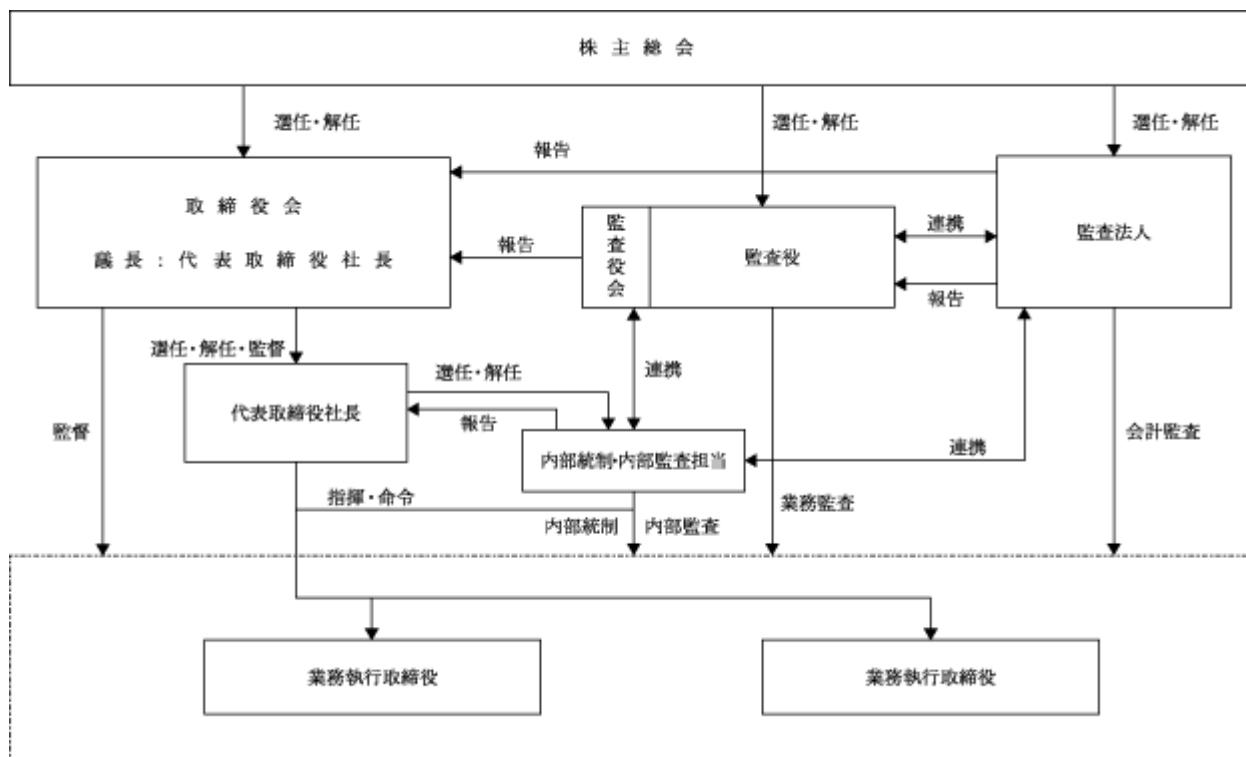 株主総会
選任・解任
選任・解任
選任・解任
報告
取締役会
議長：代表取締役社長
報告
監査役会
監査役
連携
報告
監査法人
選任・解任・監督
選任・解任
連携
代表取締役社長
報告
監督
内部統制・内部監査担当
連携
会計監査
指揮・命令
業務監査
内部統制
内部監査
業務執行取締役
業務執行取締役